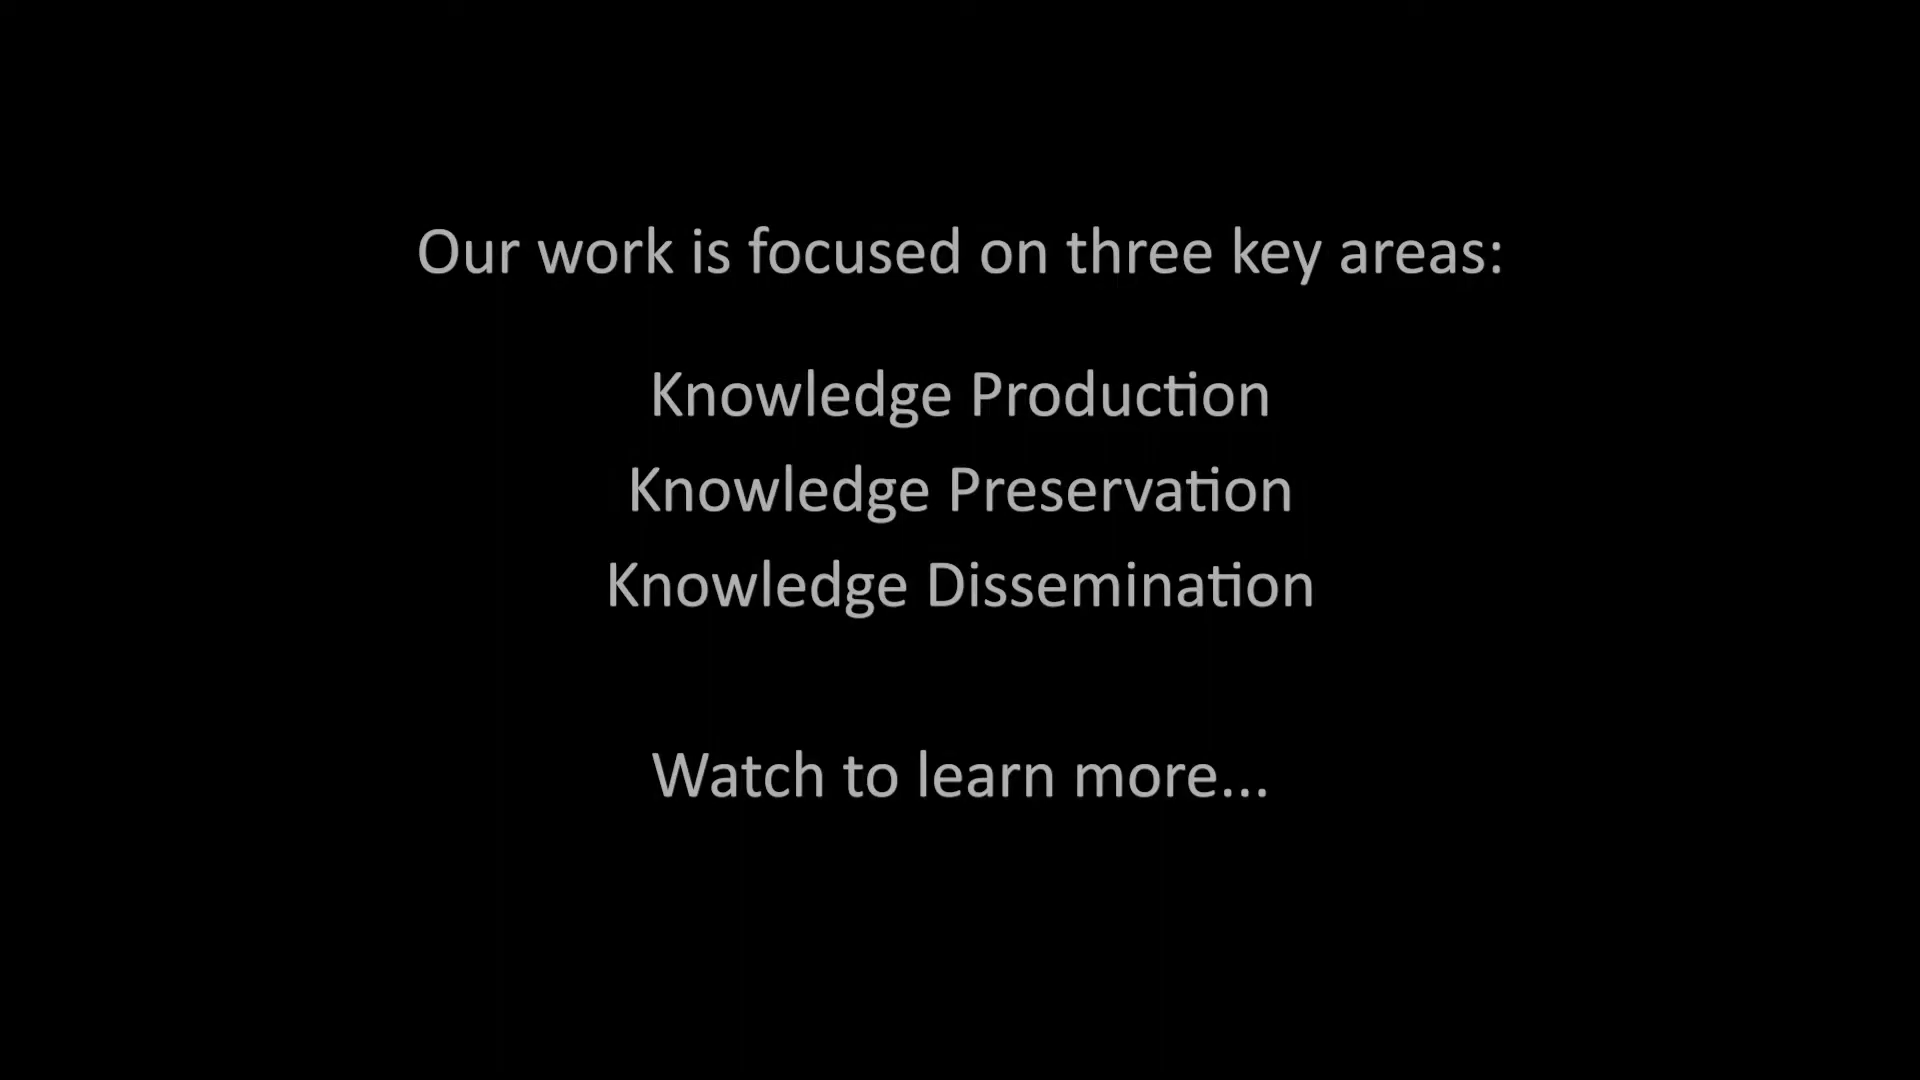 Our work is focused on three key areas:
Knowledge Production
Knowledge Preservation
Knowledge Dissemination
Watch to learn more...